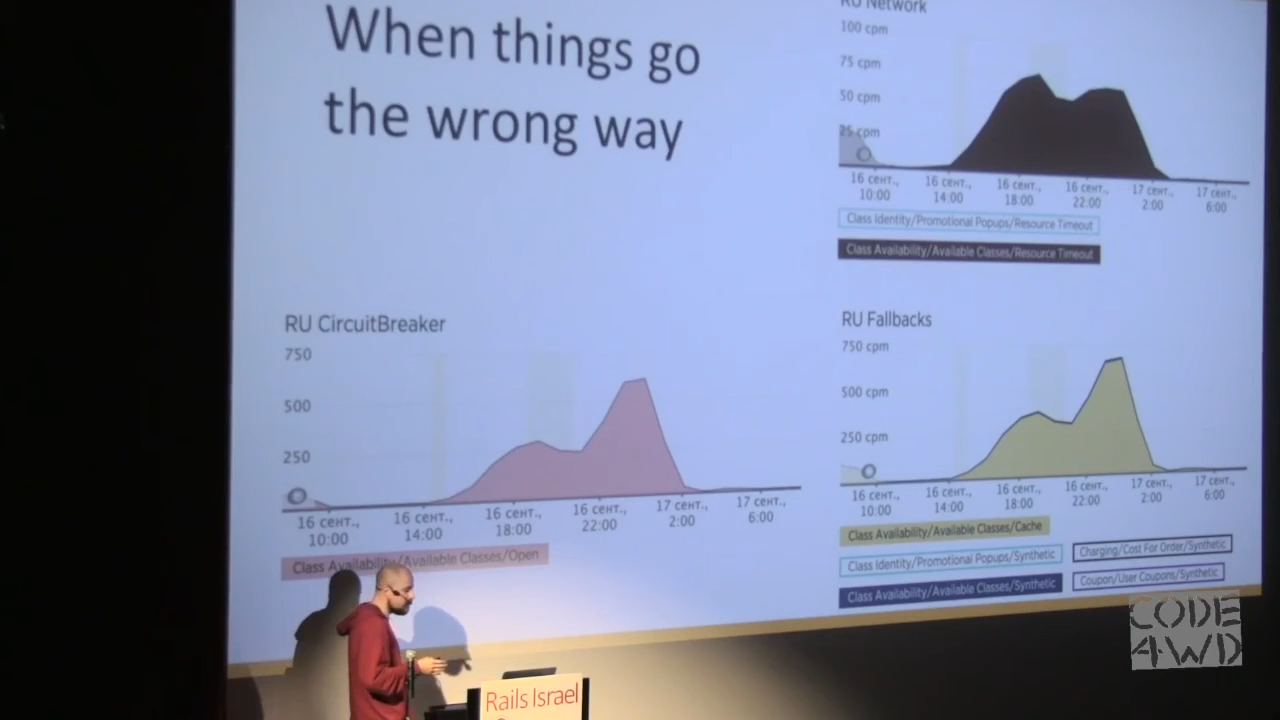 When things go
the wrong way
RU Network
100 cpm
75 cpm
50 cpm
25 cpm
16 сент., 10:00
16 сент., 14:00
16 сент., 18:00
16 сент., 22:00
17 сент., 2:00
17 сент., 6:00
Class Identity/Promotional Popups/Resource Timeout
Class Availability/Available Classes/Resource Timeout
RU CircuitBreaker
750
500
250
16 сент., 10:00
16 сент., 14:00
16 сент., 18:00
16 сент., 22:00
17 сент., 2:00
17 сент., 6:00
Class Availability/Available Classes/Open
RU Fallbacks
750 cpm
500 cpm
250 cpm
16 сент., 10:00
16 сент., 14:00
16 сент., 18:00
16 сент., 22:00
17 сент., 2:00
17 сент., 6:00
Class Availability/Available Classes/Cache
Class Identity/Promotional Popups/Synthetic
Charging/Cost For Order/Synthetic
Class Availability/Available Classes/Synthetic
Coupon/User Coupons/Synthetic
CODE
4WD
Rails Israel